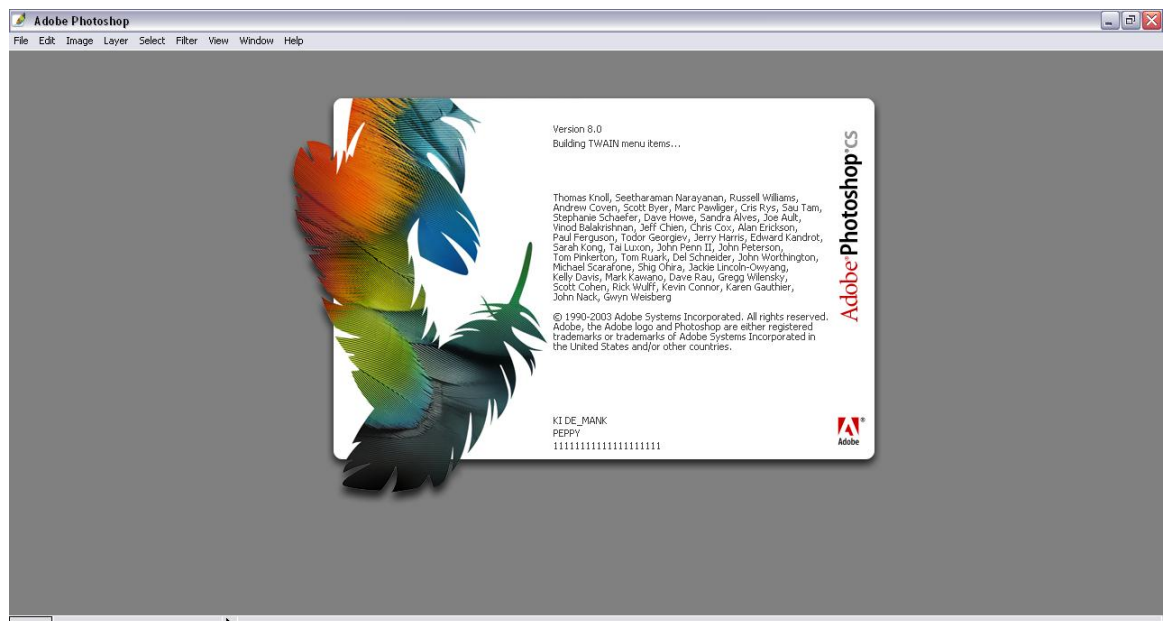 Adobe Photoshop
File Edit Image Layer Select Filter View Window Help
Version 8.0
Building TWAIN menu items...
Thomas Knoll, Seetharaman Narayanan, Russell Williams,
Andrew Coven, Scott Byer, Marc Pawliger, Cris Rys, Sau Tam,
Stephanie Schaefer, Dave Howe, Sandra Alves, Joe Ault,
Vinod Balakrishnan, Jeff Chien, Chris Cox, Alan Erickson,
Paul Ferguson, Todor Georgiev, Jerry Harris, Edward Kandrot,
Sarah Kong, Tai Luxon, John Penn II, John Peterson,
Tom Pinkerton, Tom Ruark, Del Schneider, John Worthington,
Michael Scarafone, Shig Ohira, Jackie Lincoln-Owyang,
Kelly Davis, Mark Kawano, Dave Rau, Gregg Wilensky,
Scott Cohen, Rick Wulff, Kevin Connor, Karen Gauthier,
John Nack, Gwyn Weisberg
© 1990-2003 Adobe Systems Incorporated. All rights reserved.
Adobe, the Adobe logo and Photoshop are either registered
trademarks or trademarks of Adobe Systems Incorporated in
the United States and/or other countries.
KI DE_MANK
PEPPY
11111111111111111111
Adobe® Photoshop® CS
Adobe